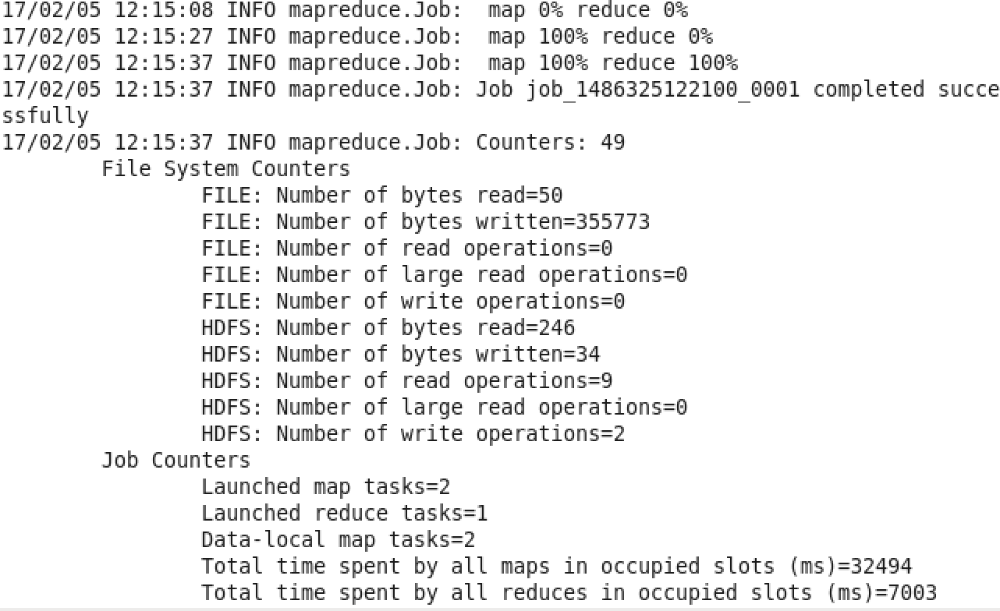 17/02/05 12:15:08 INFO mapreduce.Job:  map 0% reduce 0%
17/02/05 12:15:27 INFO mapreduce.Job:  map 100% reduce 0%
17/02/05 12:15:37 INFO mapreduce.Job:  map 100% reduce 100%
17/02/05 12:15:37 INFO mapreduce.Job: Job job_1486325122100_0001 completed succe
ssfully
17/02/05 12:15:37 INFO mapreduce.Job: Counters: 49
        File System Counters
                FILE: Number of bytes read=50
                FILE: Number of bytes written=355773
                FILE: Number of read operations=0
                FILE: Number of large read operations=0
                FILE: Number of write operations=0
                HDFS: Number of bytes read=246
                HDFS: Number of bytes written=34
                HDFS: Number of read operations=9
                HDFS: Number of large read operations=0
                HDFS: Number of write operations=2
        Job Counters
                Launched map tasks=2
                Launched reduce tasks=1
                Data-local map tasks=2
                Total time spent by all maps in occupied slots (ms)=32494
                Total time spent by all reduces in occupied slots (ms)=7003